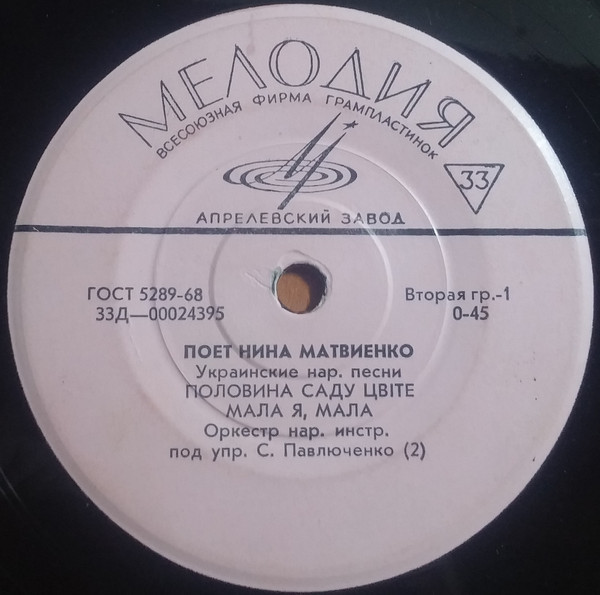 МЕЛОДИЯ
ВСЕСОЮЗНАЯ ФИРМА ГРАМПЛАСТИНОК
33
АПРЕЛЕВСКИЙ ЗАВОД
ГОСТ 5289-68 Вторая гр.-1
33Д—00024395 0-45
ПОЕТ НИНА МАТВИЕНКО
Украинские нар. песни
ПОЛОВИНА САДУ ЦВІТЕ
МАЛА Я, МАЛА
Оркестр нар. инстр.
под упр. С. Павлюченко (2)